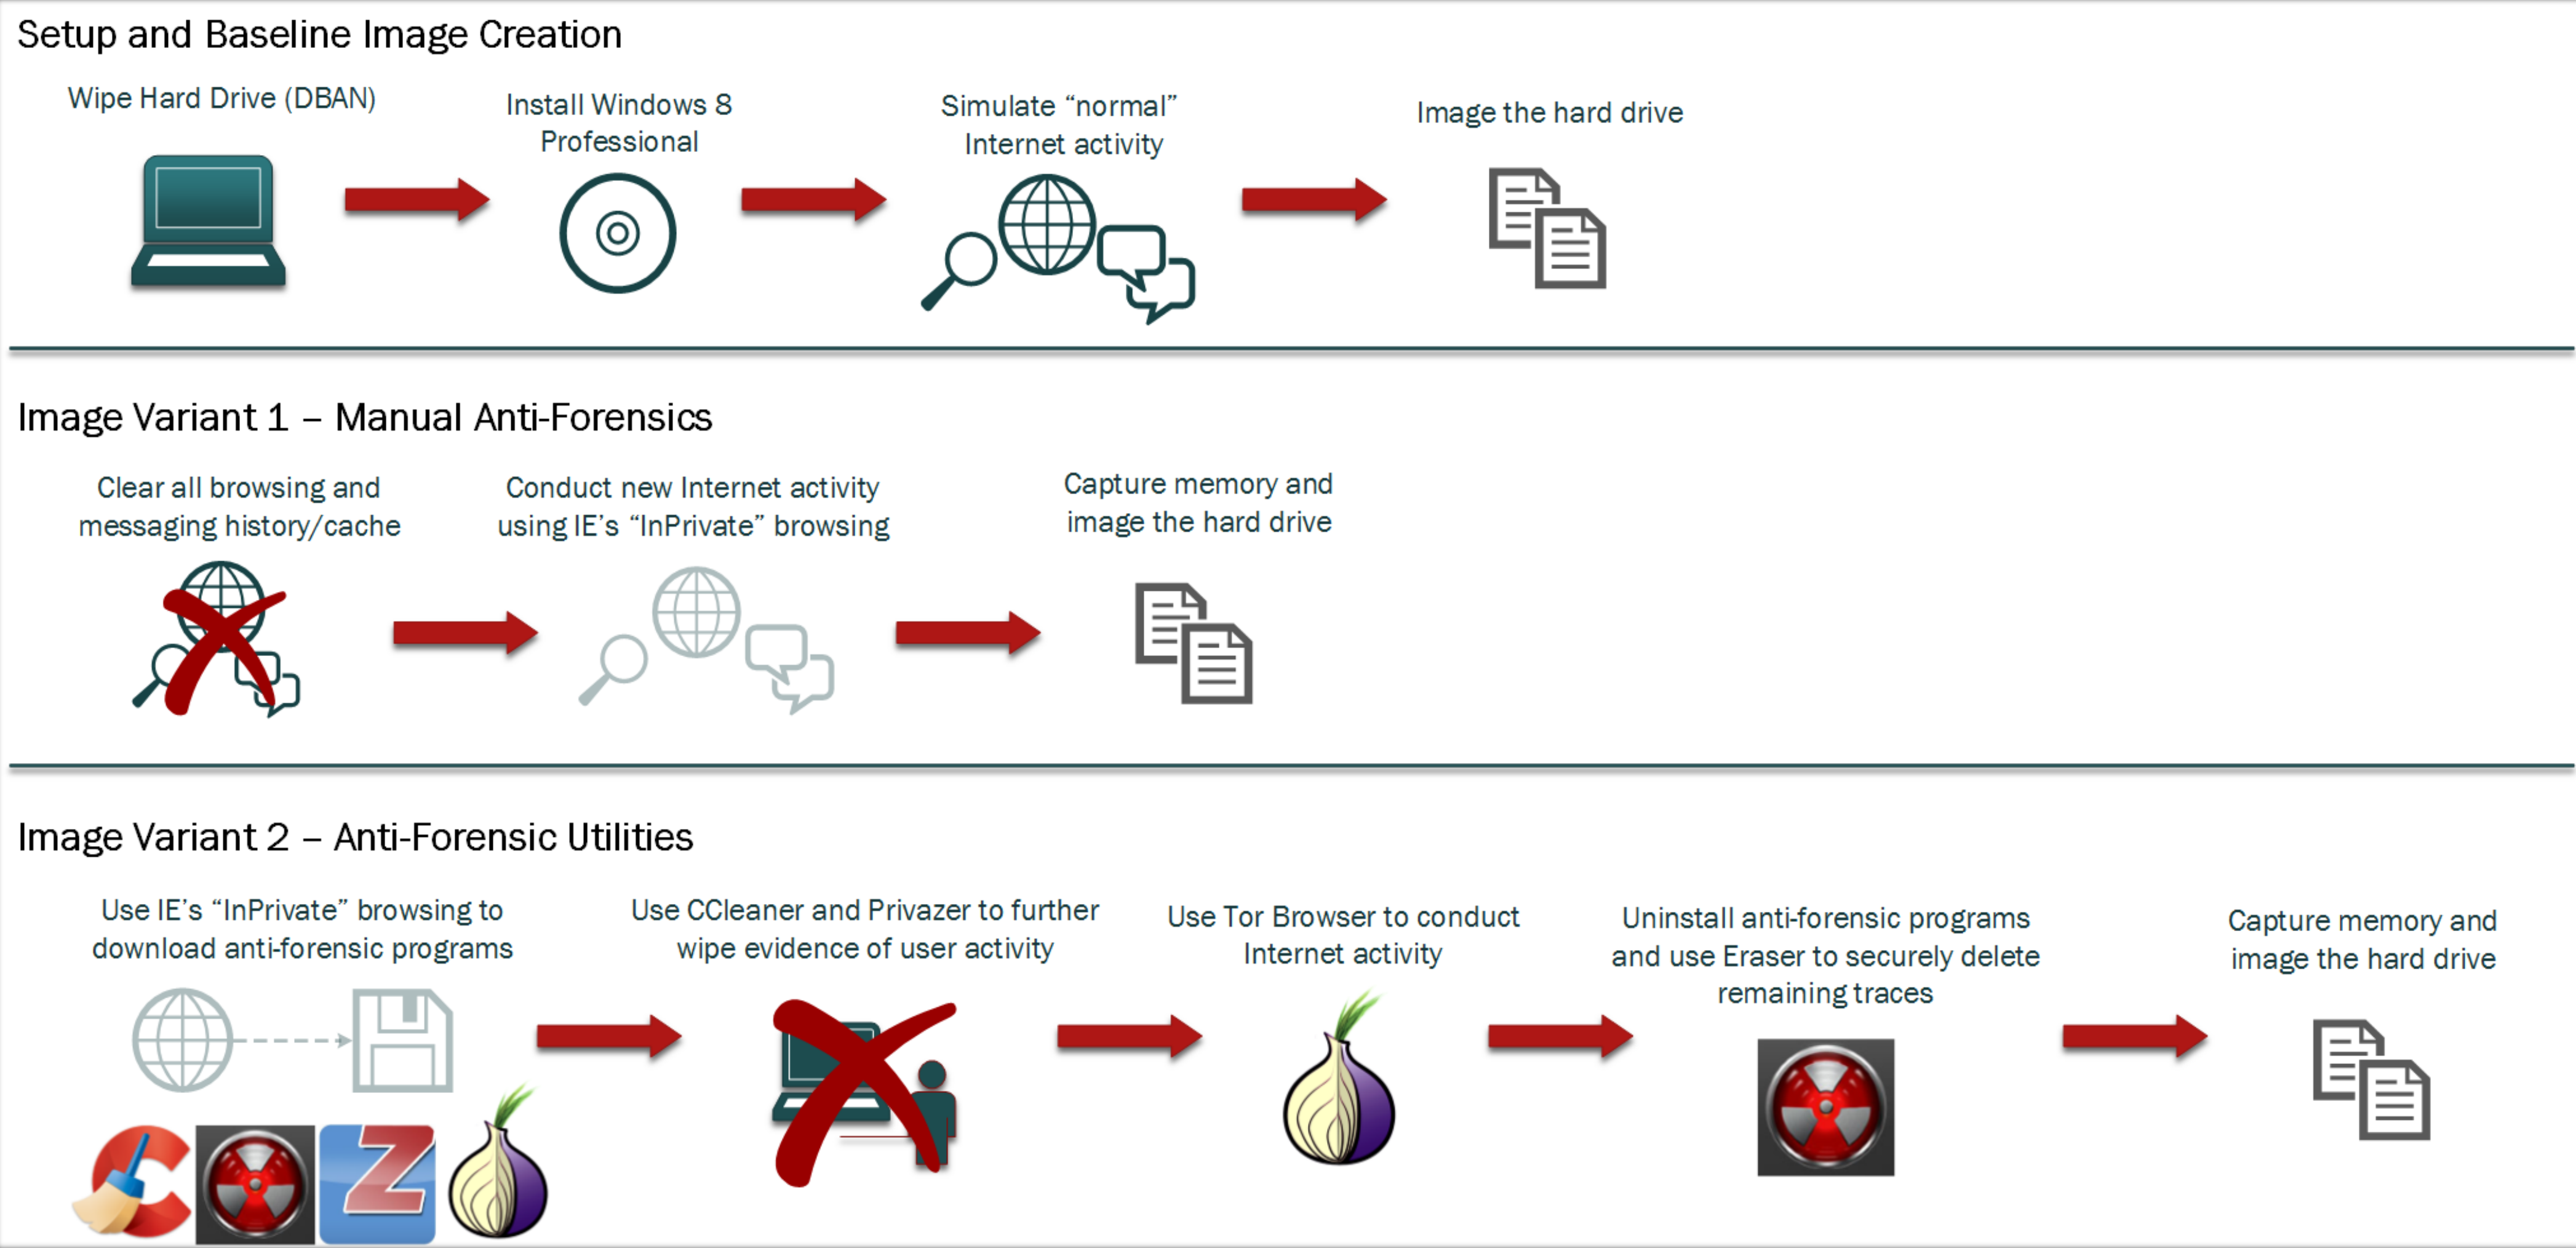 Setup and Baseline Image Creation
Wipe Hard Drive (DBAN)
Install Windows 8
Professional
Simulate “normal”
Internet activity
Image the hard drive
Image Variant 1 – Manual Anti-Forensics
Clear all browsing and
messaging history/cache
Conduct new Internet activity
using IE’s “InPrivate” browsing
Capture memory and
image the hard drive
Image Variant 2 – Anti-Forensic Utilities
Use IE’s “InPrivate” browsing to
download anti-forensic programs
Use CCleaner and Privazer to further
wipe evidence of user activity
Use Tor Browser to conduct
Internet activity
Uninstall anti-forensic programs
and use Eraser to securely delete
remaining traces
Capture memory and
image the hard drive